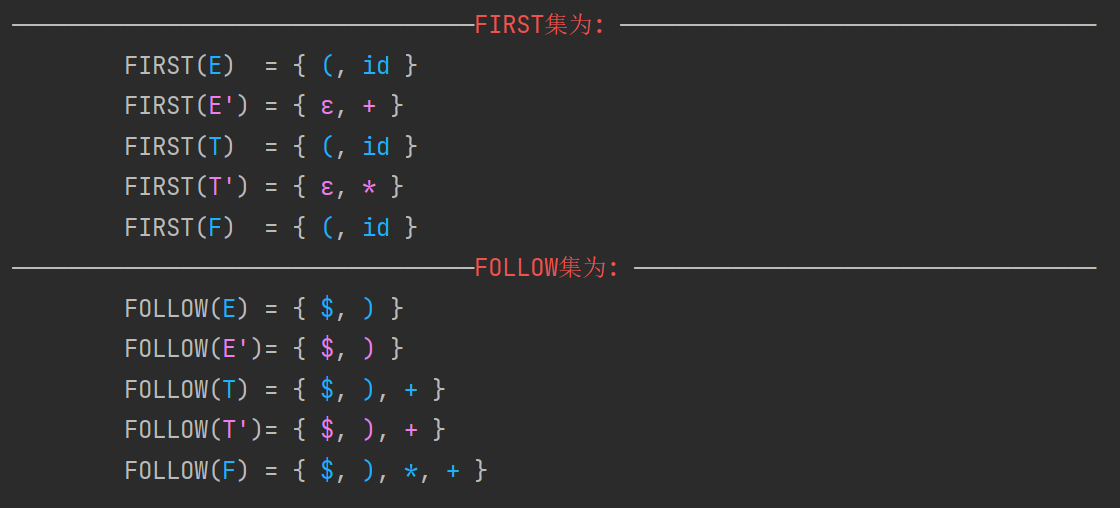 FIRST集为:
FIRST(E)  = { (, id }
FIRST(E') = { ε, + }
FIRST(T)  = { (, id }
FIRST(T') = { ε, * }
FIRST(F)  = { (, id }
FOLLOW集为:
FOLLOW(E) = { $, ) }
FOLLOW(E')= { $, ) }
FOLLOW(T) = { $, ), + }
FOLLOW(T')= { $, ), + }
FOLLOW(F) = { $, ), *, + }